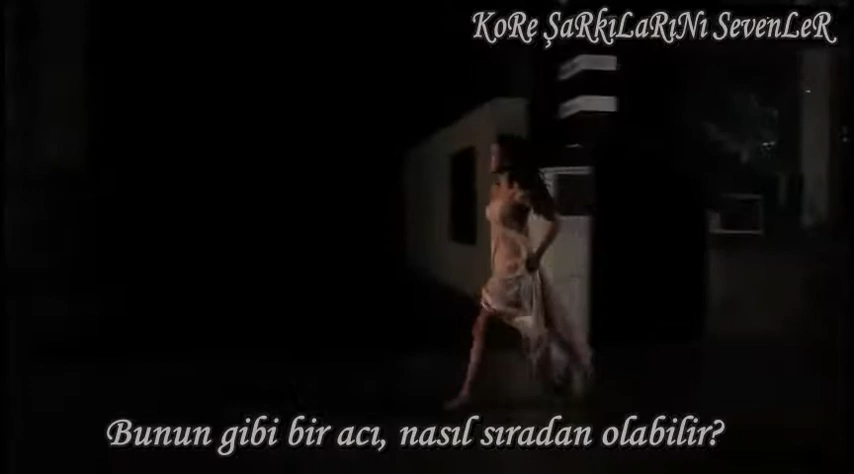 KoRe ŞaRkıLaRıNı SevenLeR
Bunun gibi bir acı, nasıl sıradan olabilir?